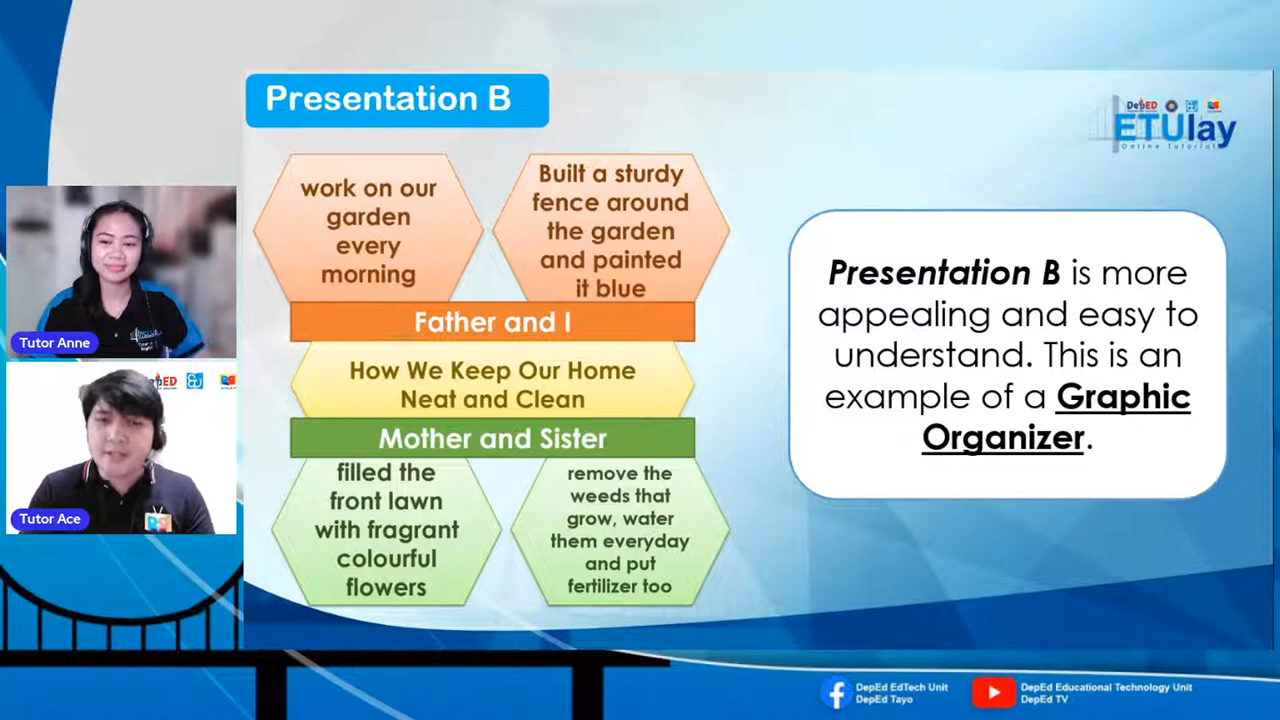 Presentation B
DepED
ETUlay
Online Tutorial
work on our
garden
every
morning
Built a sturdy
fence around
the garden
and painted
it blue
Father and I
How We Keep Our Home
Neat and Clean
Mother and Sister
filled the
front lawn
with fragrant
colourful
flowers
remove the
weeds that
grow, water
them everyday
and put
fertilizer too
Presentation B is more
appealing and easy to
understand. This is an
example of a Graphic
Organizer.
Tutor Anne
Tutor Ace
DepEd EdTech Unit
DepEd Tayo
DepEd Educational Technology Unit
DepEd TV